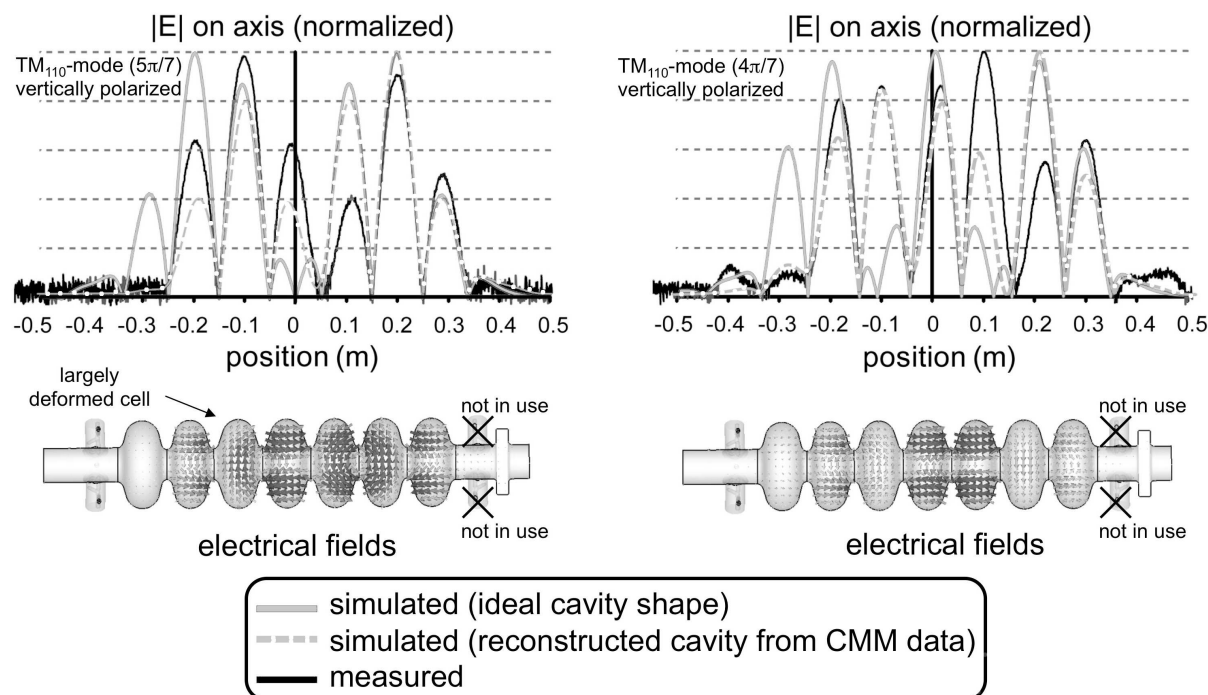 |E| on axis (normalized)
TM110-mode (5π/7)
vertically polarized
-0.5 -0.4 -0.3 -0.2 -0.1 0 0.1 0.2 0.3 0.4 0.5
position (m)
largely
deformed cell
not in use
not in use
electrical fields
|E| on axis (normalized)
TM110-mode (4π/7)
vertically polarized
-0.5 -0.4 -0.3 -0.2 -0.1 0 0.1 0.2 0.3 0.4 0.5
position (m)
not in use
not in use
electrical fields
simulated (ideal cavity shape)
simulated (reconstructed cavity from CMM data)
measured